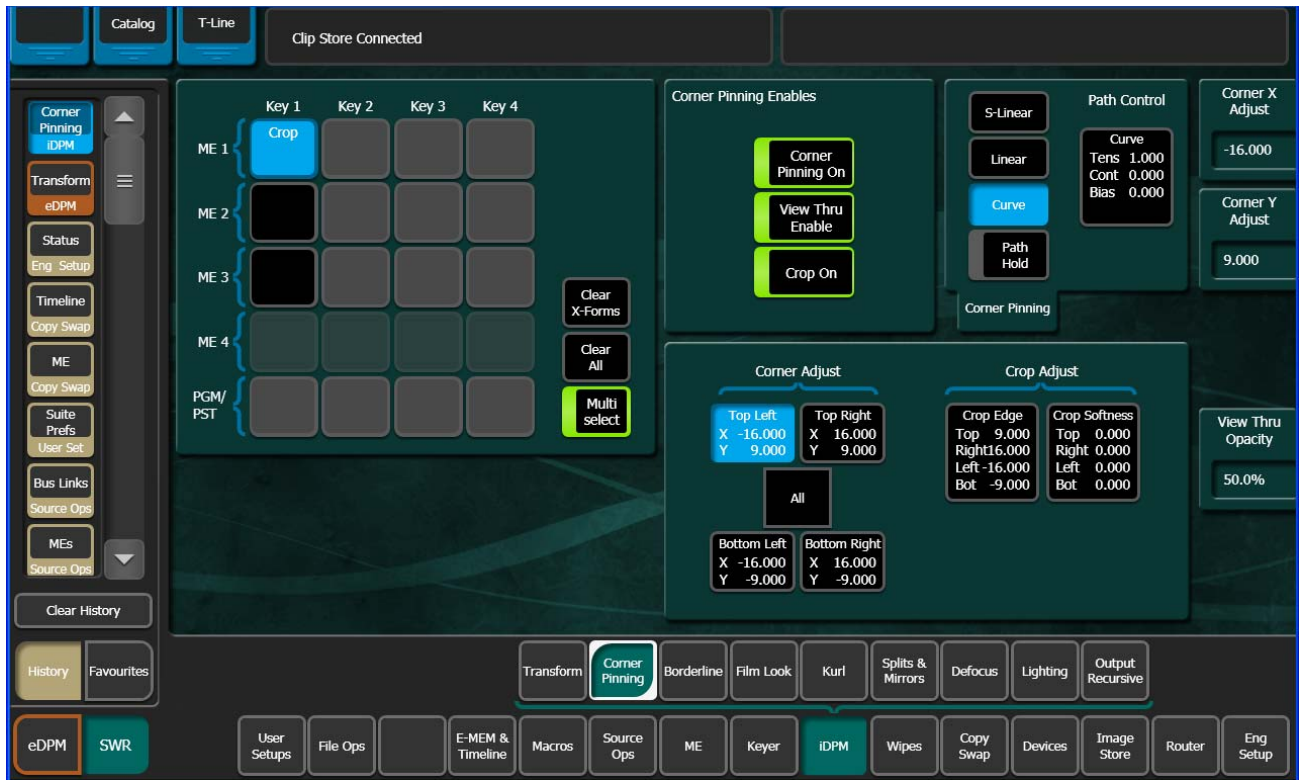 Catalog
T-Line
Clip Store Connected
Corner
Pinning
iDPM
Transform
eDPM
Status
Eng Setup
Timeline
Copy Swap
ME
Copy Swap
Suite
Prefs
User Set
Bus Links
Source Ops
MEs
Source Ops
Clear History
History
Favourites
Key 1
Key 2
Key 3
Key 4
ME 1
Crop
ME 2
ME 3
ME 4
PGM/
PST
Clear
X-Forms
Clear
All
Multi
select
Corner Pinning Enables
Corner
Pinning On
View Thru
Enable
Crop On
S-Linear
Linear
Curve
Path
Hold
Path Control
Curve
Tens 1.000
Cont 0.000
Bias 0.000
Corner Pinning
Corner X
Adjust
-16.000
Corner Y
Adjust
9.000
Corner Adjust
Top Left
X -16.000
Y 9.000
Top Right
X 16.000
Y 9.000
All
Bottom Left
X -16.000
Y -9.000
Bottom Right
X 16.000
Y -9.000
Crop Adjust
Crop Edge
Top 9.000
Right16.000
Left -16.000
Bot -9.000
Crop Softness
Top 0.000
Right 0.000
Left 0.000
Bot 0.000
View Thru
Opacity
50.0%
Transform
Corner
Pinning
Borderline
Film Look
Kurl
Splits &
Mirrors
Defocus
Lighting
Output
Recursive
eDPM
SWR
User
Setups
File Ops
E-MEM &
Timeline
Macros
Source
Ops
ME
Keyer
iDPM
Wipes
Copy
Swap
Devices
Image
Store
Router
Eng
Setup